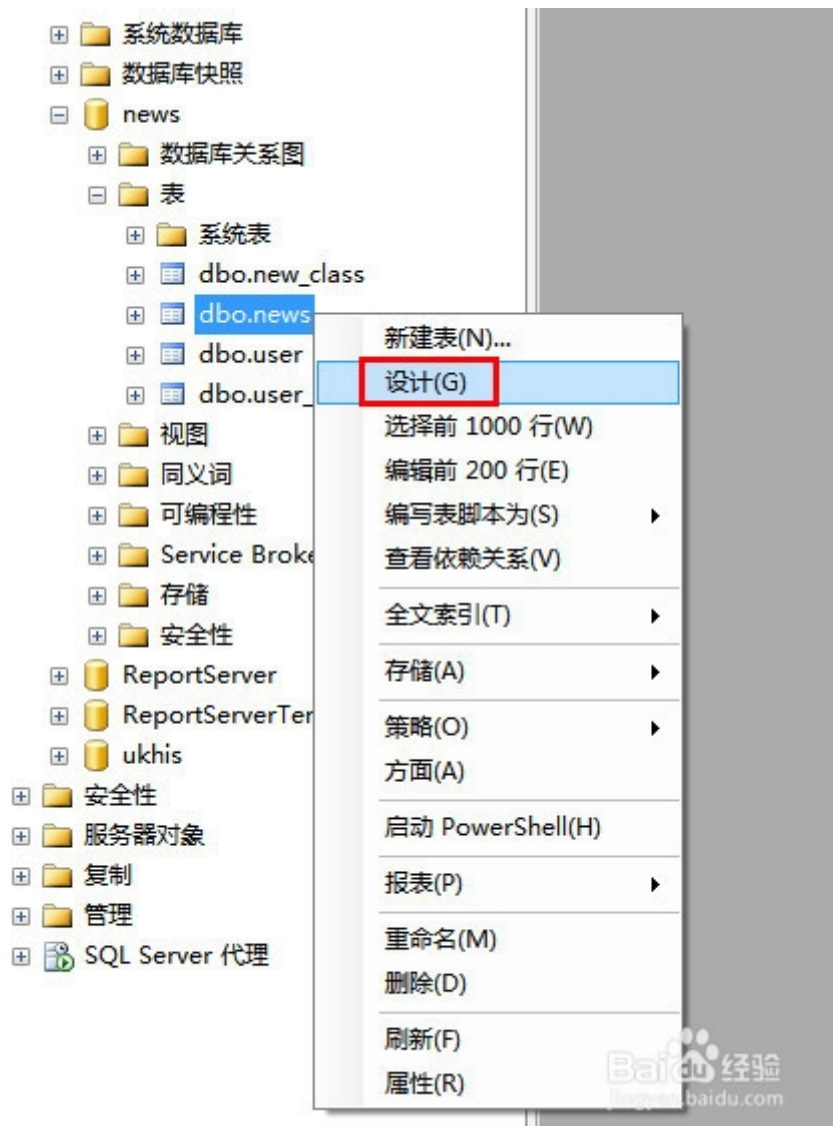 系统数据库
数据库快照
news
数据库关系图
表
系统表
dbo.new_class
dbo.news
dbo.user
dbo.user_
视图
同义词
可编程性
Service Broke
存储
安全性
ReportServer
ReportServerTer
ukhis
安全性
服务器对象
复制
管理
SQL Server 代理
新建表(N)...
设计(G)
选择前 1000 行(W)
编辑前 200 行(E)
编写表脚本为(S)
查看依赖关系(V)
全文索引(T)
存储(A)
策略(O)
方面(A)
启动 PowerShell(H)
报表(P)
重命名(M)
删除(D)
刷新(F)
属性(R)
Baidu 经验
jingyan.baidu.com